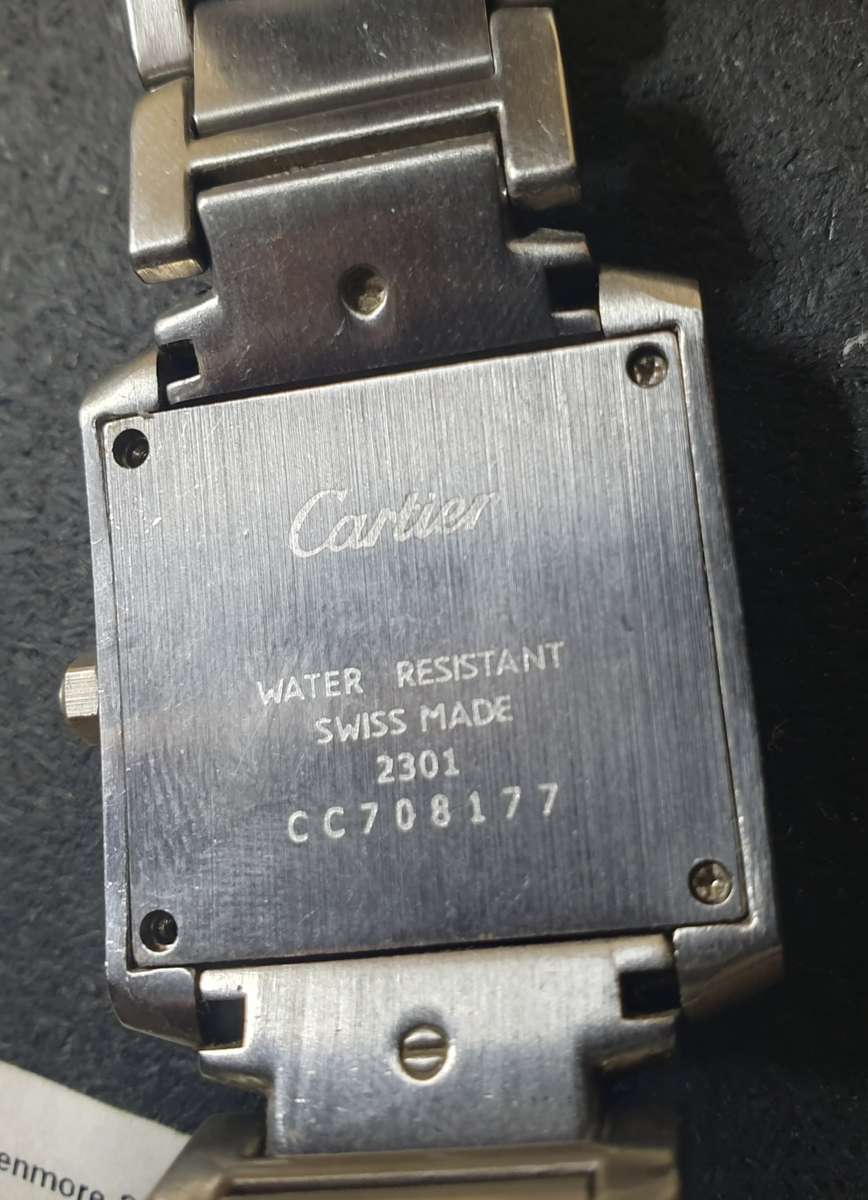 Cartier
WATER RESISTANT
SWISS MADE
2301
CC708177